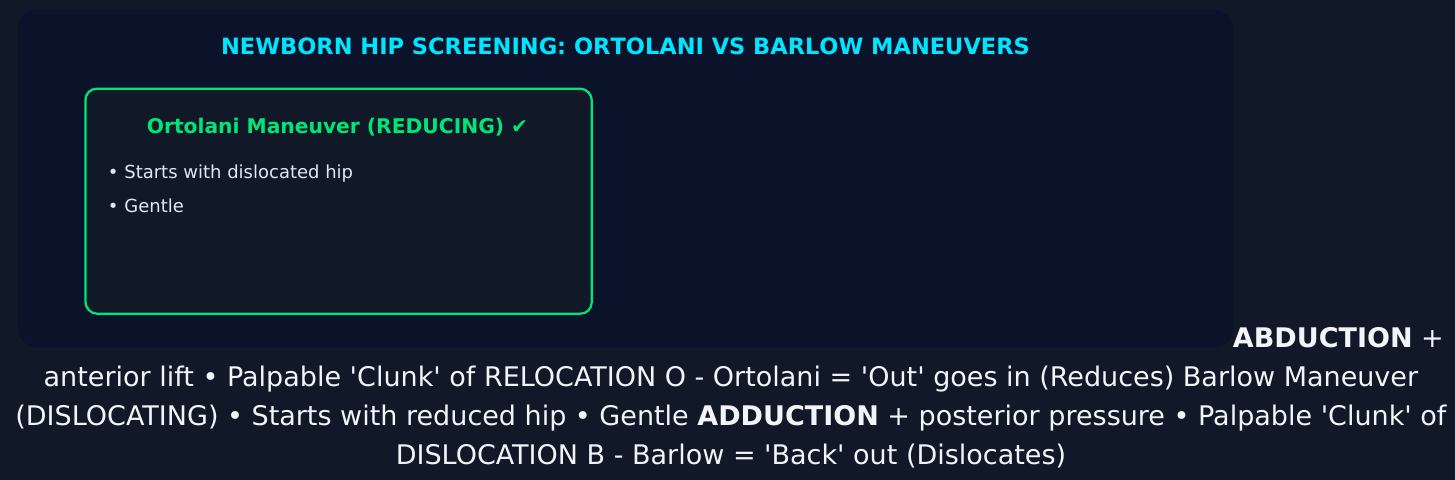 NEWBORN HIP SCREENING: ORTOLANI VS BARLOW MANEUVERS
Ortolani Maneuver (REDUCING) ✔
• Starts with dislocated hip
• Gentle
ABDUCTION +
anterior lift • Palpable 'Clunk' of RELOCATION O - Ortolani = 'Out' goes in (Reduces) Barlow Maneuver
(DISLOCATING) • Starts with reduced hip • Gentle ADDUCTION + posterior pressure • Palpable 'Clunk' of
DISLOCATION B - Barlow = 'Back' out (Dislocates)